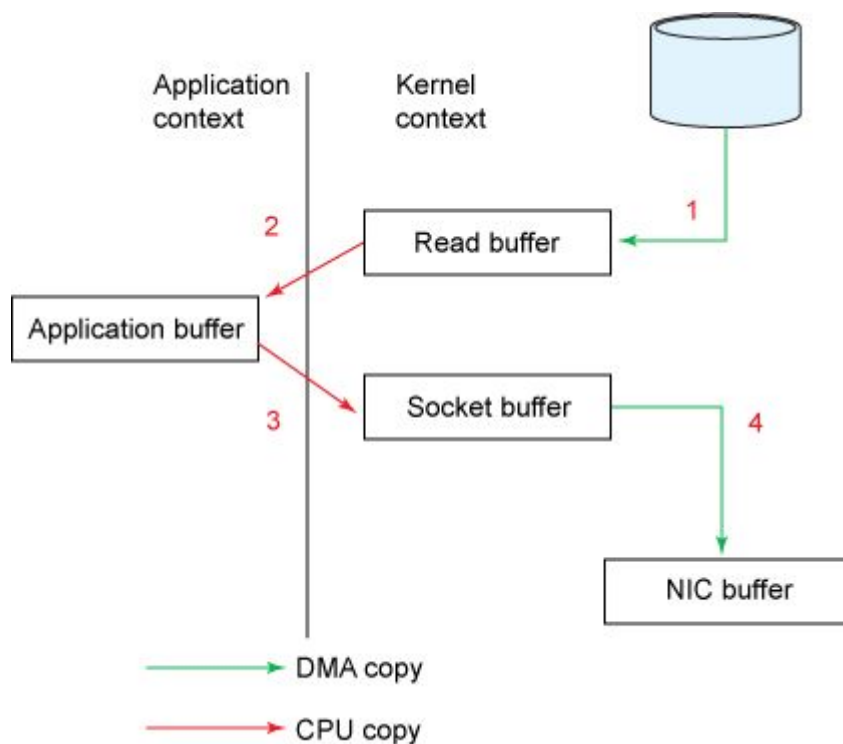 Application
context
Kernel
context
1
2
Read buffer
Application buffer
3
Socket buffer
4
NIC buffer
DMA copy
CPU copy